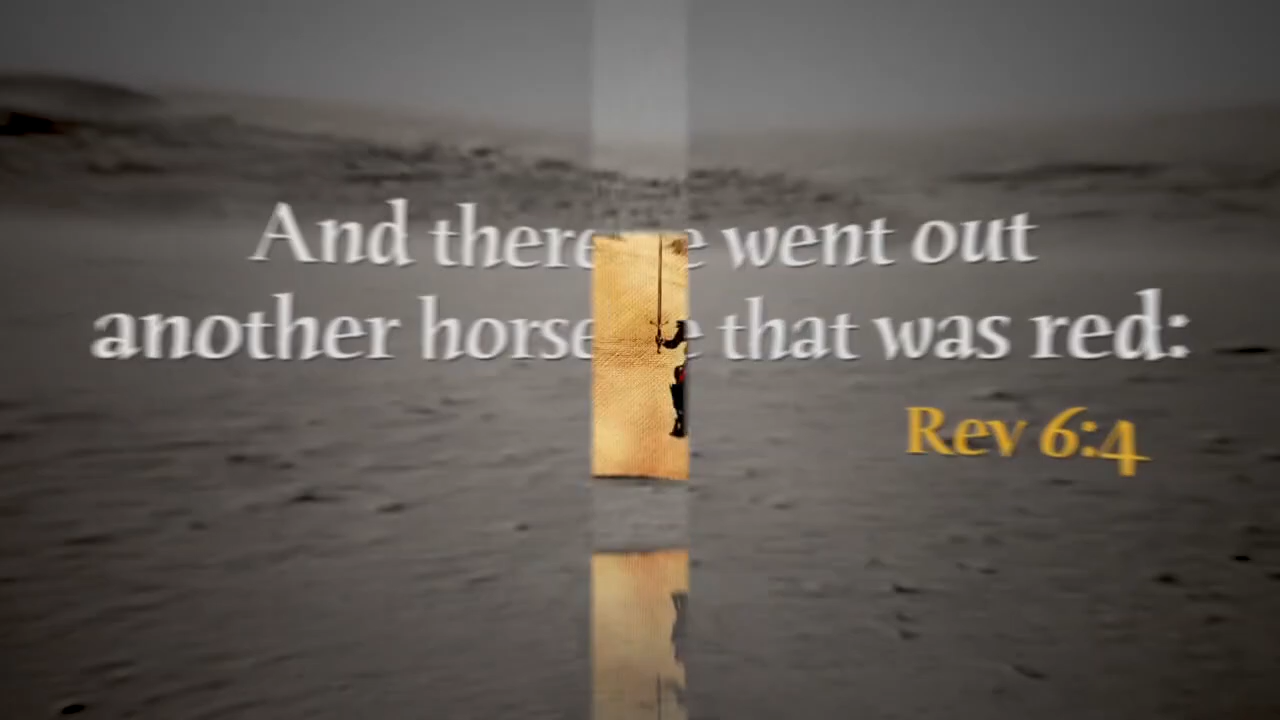 And there went out
another horse that was red:
Rev 6:4